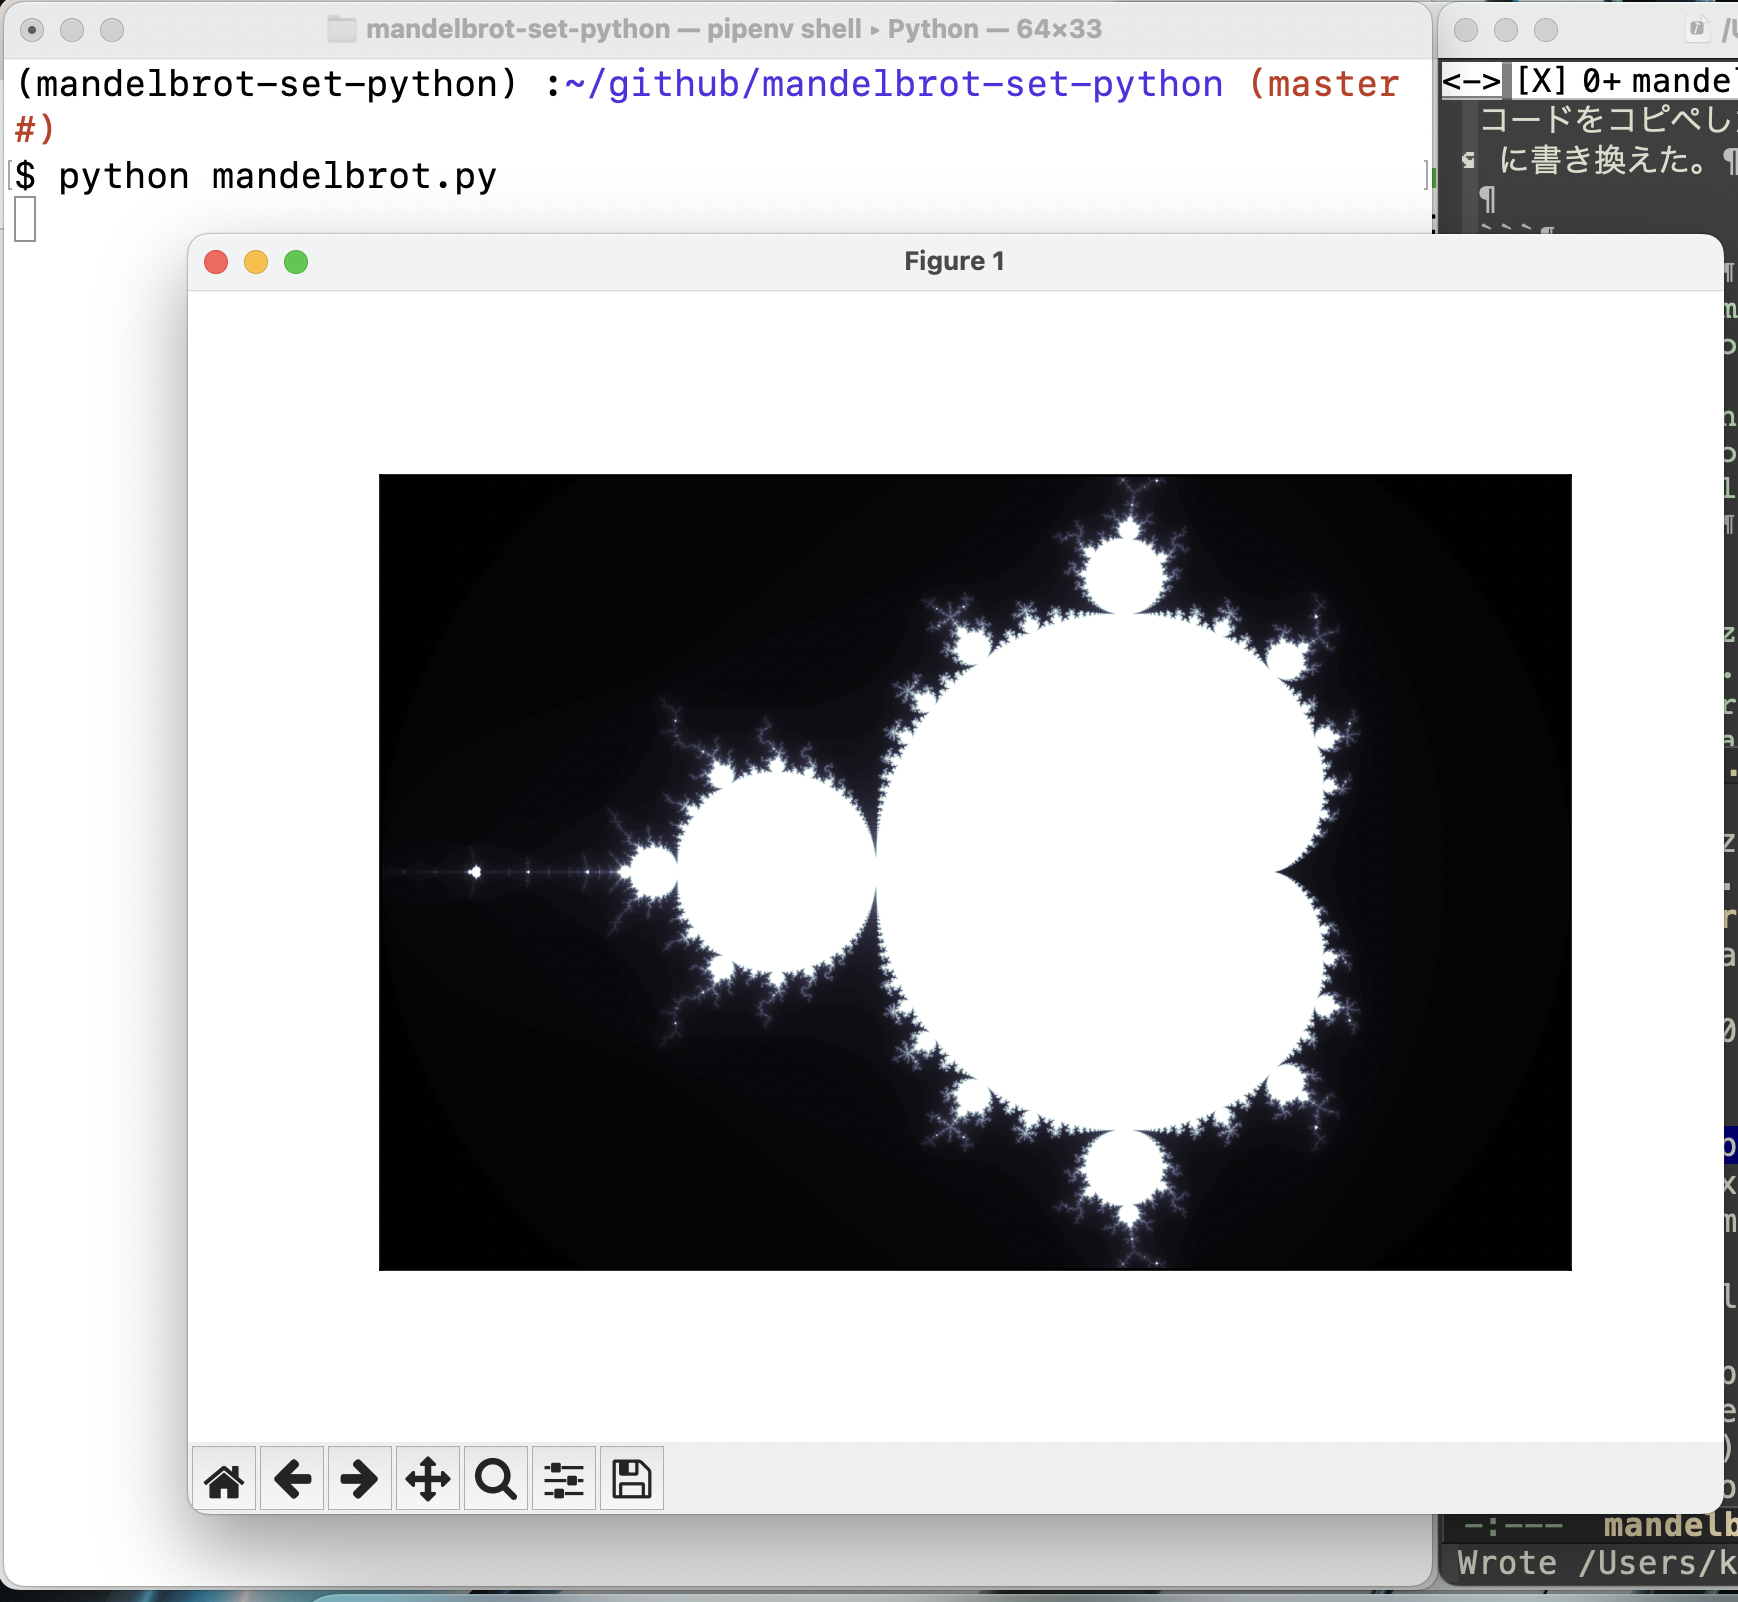 mandelbrot-set-python — pipenv shell ▸ Python — 64×33
(mandelbrot-set-python) :~/github/mandelbrot-set-python (master
#)
$ python mandelbrot.py
Figure 1
<-> [X] 0+ mandel
コードをコピペし
に書き換えた。¶
¶
```¶
-:--- mandelb
Wrote /Users/k